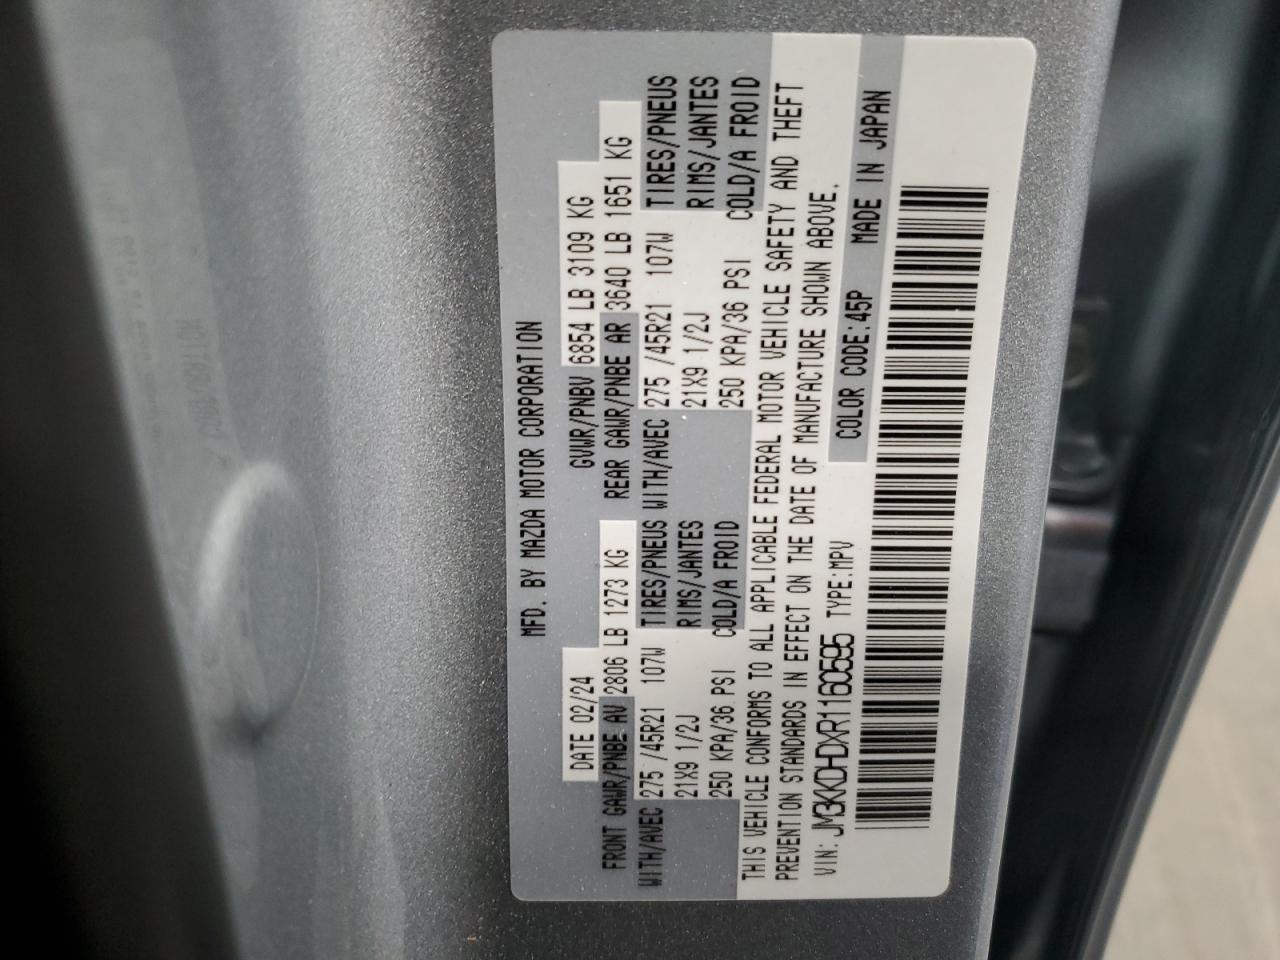 MFD. BY MAZDA MOTOR CORPORATION
DATE 02/24 GVWR/PNBV 6854 LB 3109 KG
FRONT GAWR/PNBE AV 2806 LB 1273 KG REAR GAWR/PNBE AR 3640 LB 1651 KG
WITH/AVEC 275 /45R21 107W TIRES/PNEUS WITH/AVEC 275 /45R21 107W TIRES/PNEUS
21X9 1/2J RIMS/JANTES 21X9 1/2J RIMS/JANTES
250 KPA/36 PSI COLD/A FROID 250 KPA/36 PSI COLD/A FROID
THIS VEHICLE CONFORMS TO ALL APPLICABLE FEDERAL MOTOR VEHICLE SAFETY AND THEFT
PREVENTION STANDARDS IN EFFECT ON THE DATE OF MANUFACTURE SHOWN ABOVE.
VIN: JM3KKDHDXR1160595 TYPE:MPV COLOR CODE:45P MADE IN JAPAN